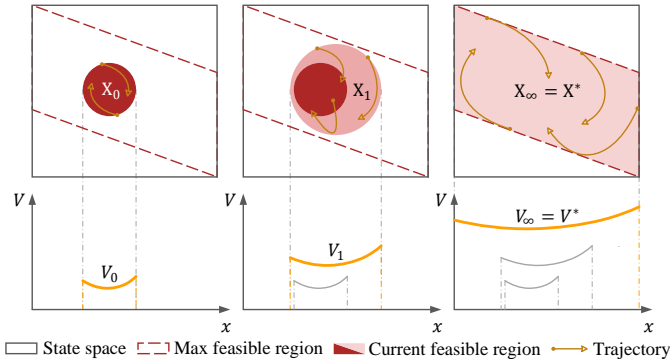 X₀
X₁
X∞ = X*
V
V
V
V₀
V₁
V∞ = V*
x
x
x
State space
Max feasible region
Current feasible region
Trajectory